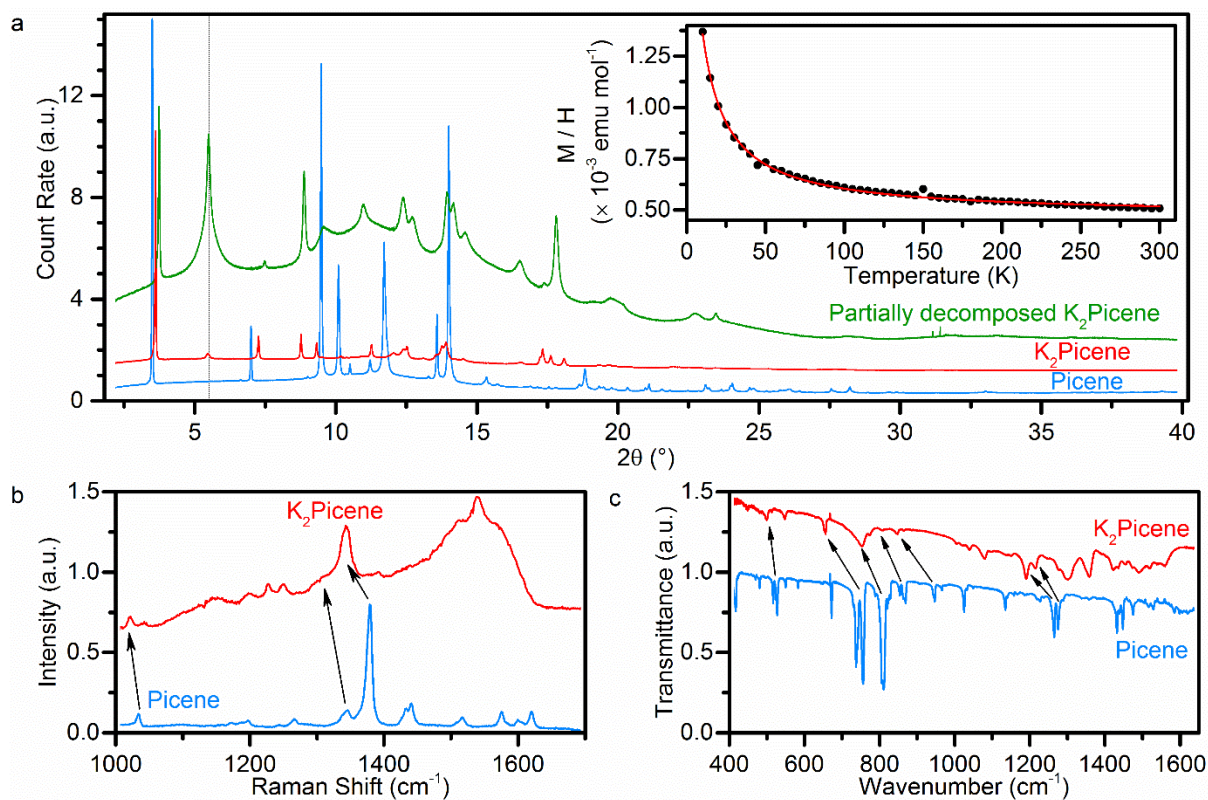 a
Count Rate (a.u.)
12
8
4
0
5
10
15
20
25
30
35
40
2θ (°)
Partially decomposed K₂Picene
K₂Picene
Picene
M / H
(× 10⁻³ emu mol⁻¹)
1.25
1.00
0.75
0.50
0
50
100
150
200
250
300
Temperature (K)
b
Intensity (a.u.)
1.5
1.0
0.5
0.0
K₂Picene
Picene
1000
1200
1400
1600
Raman Shift (cm⁻¹)
c
Transmittance (a.u.)
1.5
1.0
0.5
0.0
K₂Picene
Picene
400
600
800
1000
1200
1400
1600
Wavenumber (cm⁻¹)